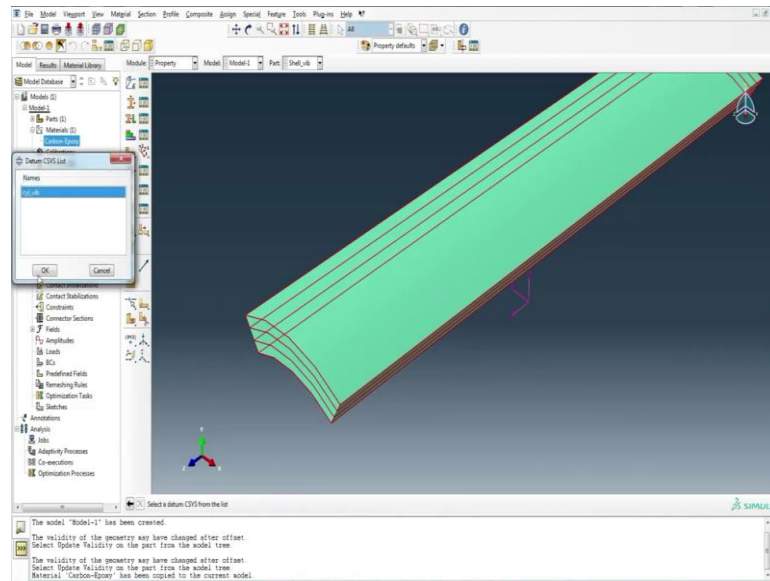 File Model Viewport View Material Section Profile Composite Assign Special Feature Tools Plug-ins Help
All
Property defaults
Model Results Material Library Module: Property Model: Model-1 Part: Shell_vib
Model Database
Models (1)
Model-1
Parts (1)
Materials (1)
Carbon-Epoxy
Calibrations
Datum CSYS List
Names
cyl_vib
OK Cancel
Contact Initializations
Contact Stabilizations
Constraints
Connector Sections
Fields
Amplitudes
Loads
BCs
Predefined Fields
Remeshing Rules
Optimization Tasks
Sketches
Annotations
Analysis
Jobs
Adaptivity Processes
Co-executions
Optimization Processes
Y
Z X
Select a datum CSYS from the list
SIMUL
The model "Model-1" has been created.
The validity of the geometry may have changed after offset.
Select Update Validity on the part from the model tree.
The validity of the geometry may have changed after offset.
Select Update Validity on the part from the model tree.
Material 'Carbon-Epoxy' has been copied to the current model.